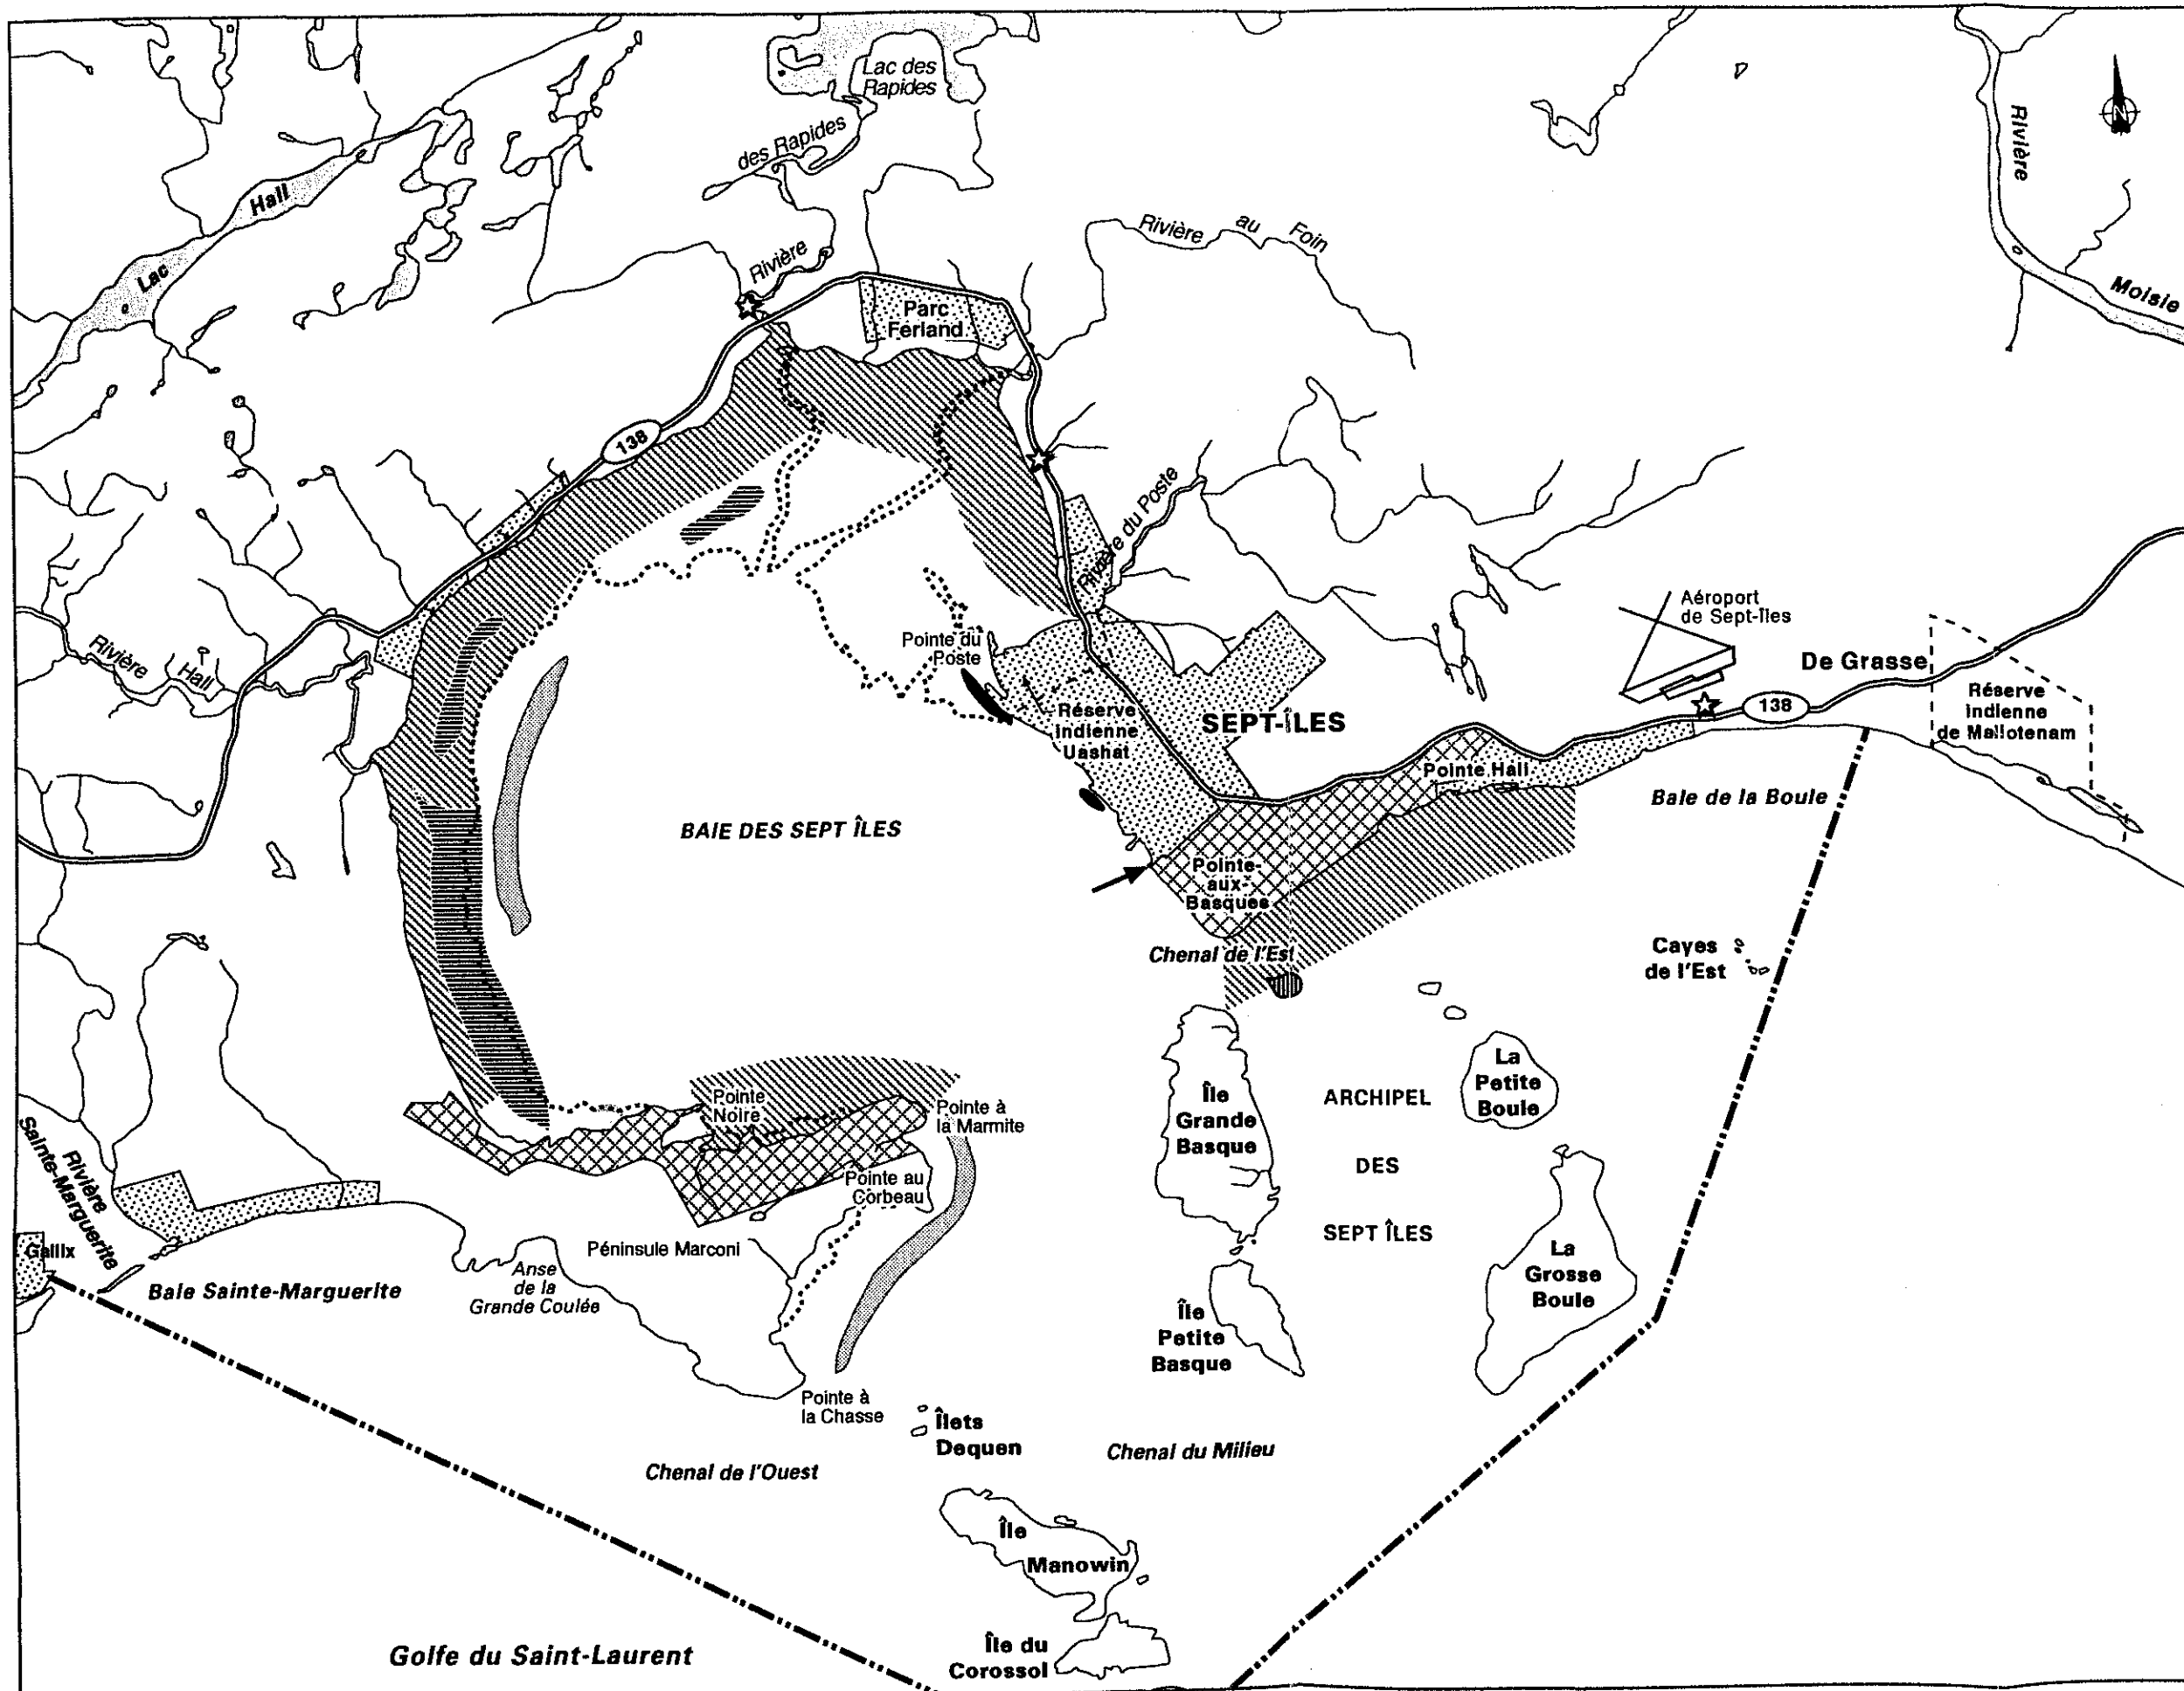 Lac des
Rapides
des Rapides
Rivière
Rivière
Moisie
N
Lac
Hall
Rivière au Foin
Parc
Ferland
138
Rivière du Poste
Aéroport
de Sept-Îles
De Grasse
138
Réserve
Indienne
de Maliotenam
Rivière
Hall
Pointe du
Poste
Réserve
Indienne
Uashat
SEPT-ÎLES
Pointe Hall
Baie de la Boule
BAIE DES SEPT ÎLES
Pointe-
aux-
Basques
Chenal de l'Est
Cayes
de l'Est
La
Petite
Boule
Île
Grande
Basque
ARCHIPEL
DES
SEPT ÎLES
Pointe
Noire
Pointe à
la Marmite
Pointe au
Corbeau
Rivière
Sainte-Marguerite
Gallix
Baie Sainte-Marguerite
Anse
de la
Grande Coulée
Péninsule Marconi
La
Grosse
Boule
Île
Petite
Basque
Pointe à
la Chasse
Îlets
Dequen
Chenal de l'Ouest
Chenal du Milieu
Île
Manowin
Île du
Corossol
Golfe du Saint-Laurent